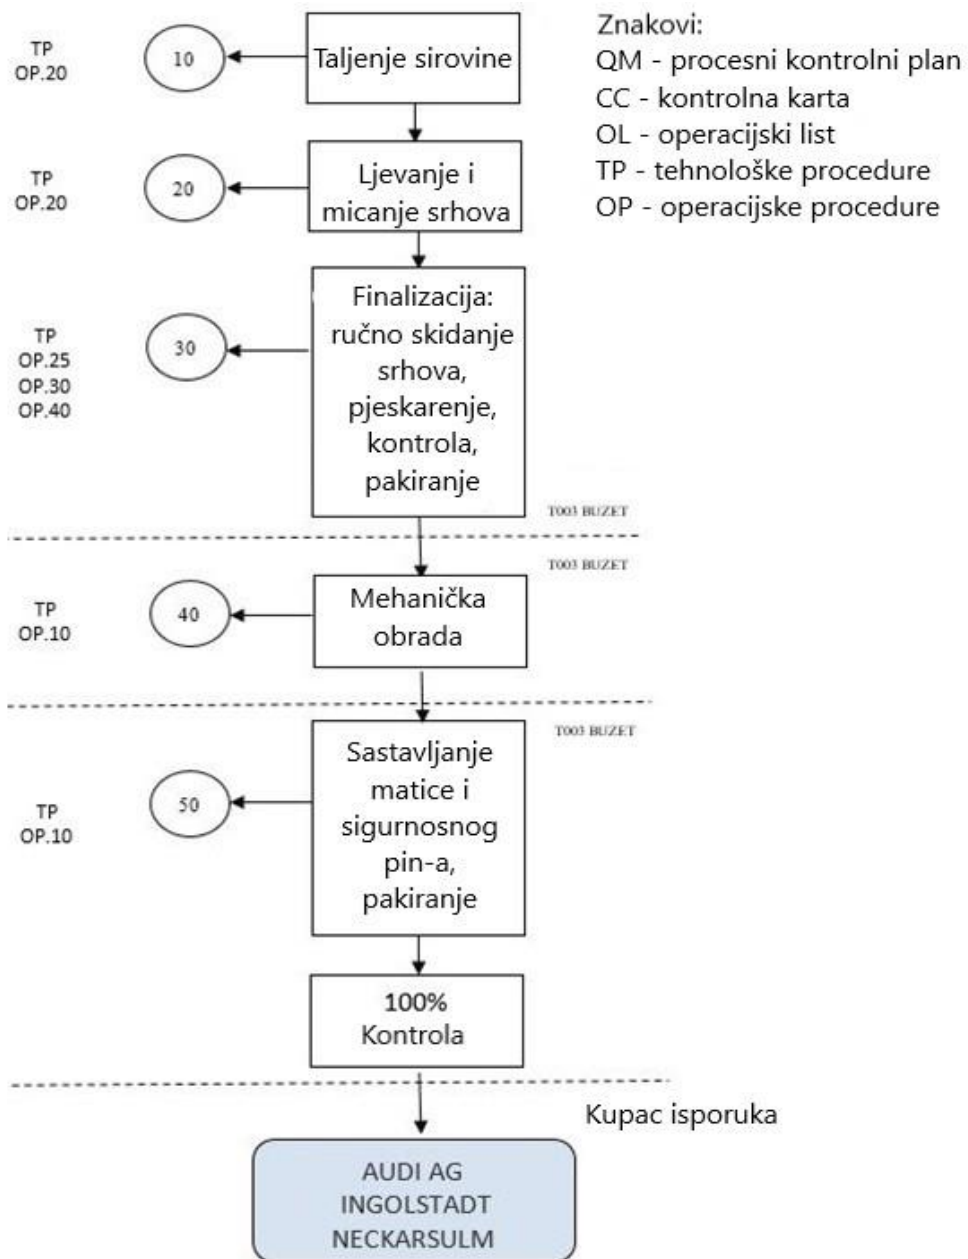 Znakovi:
QM - procesni kontrolni plan
CC - kontrolna karta
OL - operacijski list
TP - tehnološke procedure
OP - operacijske procedure
TP
OP.20
10
Taljenje sirovine
TP
OP.20
20
Ljevanje i
micanje srhova
TP
OP.25
OP.30
OP.40
30
Finalizacija:
ručno skidanje
srhova,
pjeskarenje,
kontrola,
pakiranje
T003 BUZET
T003 BUZET
TP
OP.10
40
Mehanička
obrada
T003 BUZET
TP
OP.10
50
Sastavljanje
matice i
sigurnosnog
pin-a,
pakiranje
100%
Kontrola
Kupac isporuka
AUDI AG
INGOLSTADT
NECKARSULM